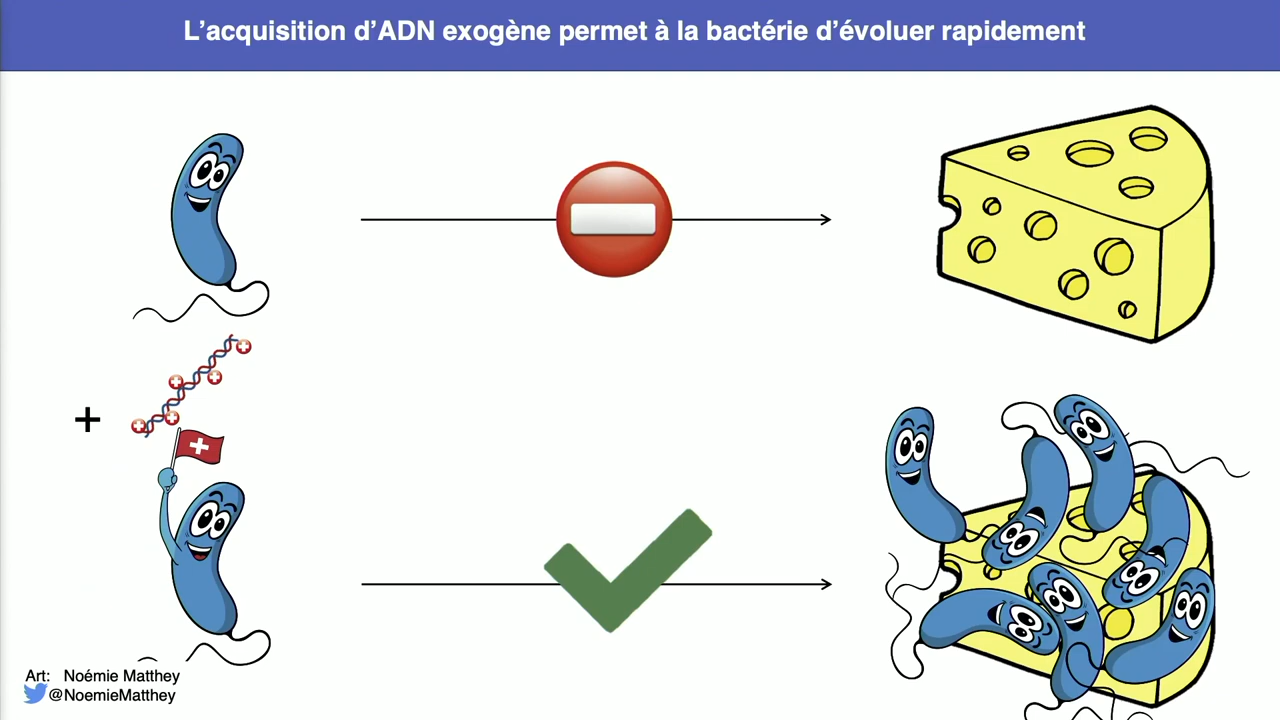 L’acquisition d’ADN exogène permet à la bactérie d’évoluer rapidement
+
Art: Noémie Matthey
@NoemieMatthey